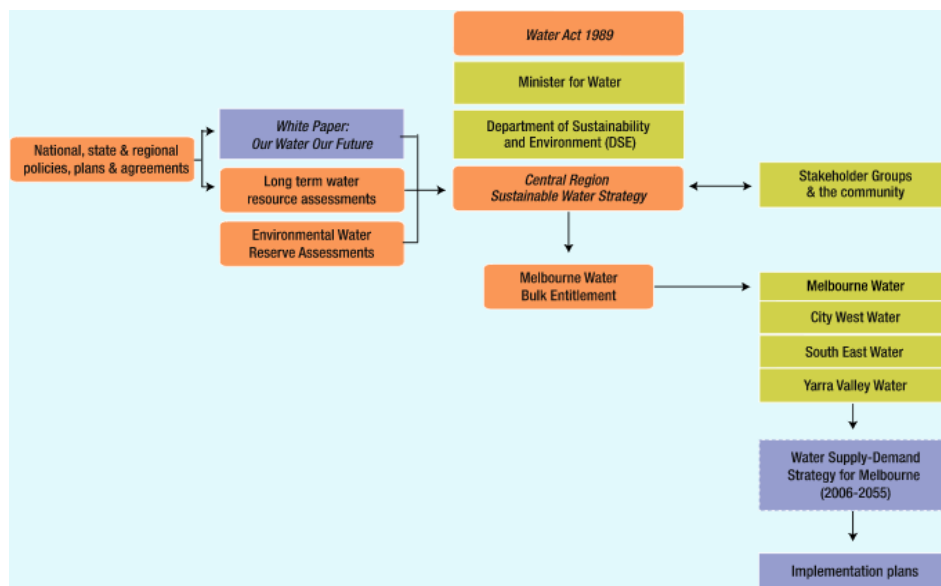 Water Act 1989
Minister for Water
Department of Sustainability
and Environment (DSE)
White Paper:
Our Water Our Future
National, state & regional
policies, plans & agreements
Long term water
resource assessments
Environmental Water
Reserve Assessments
Central Region
Sustainable Water Strategy
Stakeholder Groups
& the community
Melbourne Water
Bulk Entitlement
Melbourne Water
City West Water
South East Water
Yarra Valley Water
Water Supply-Demand
Strategy for Melbourne
(2006-2055)
Implementation plans